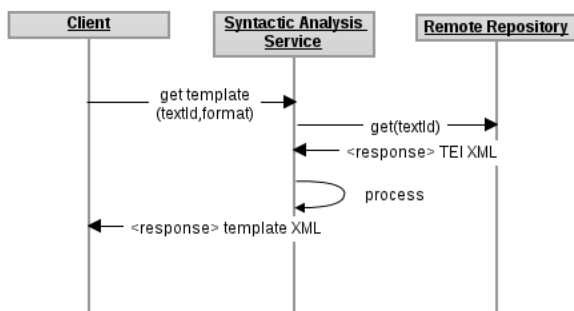 Client
Syntactic Analysis
Service
Remote Repository
get template
(textId,format)
get(textId)
<response> TEI XML
process
<response> template XML